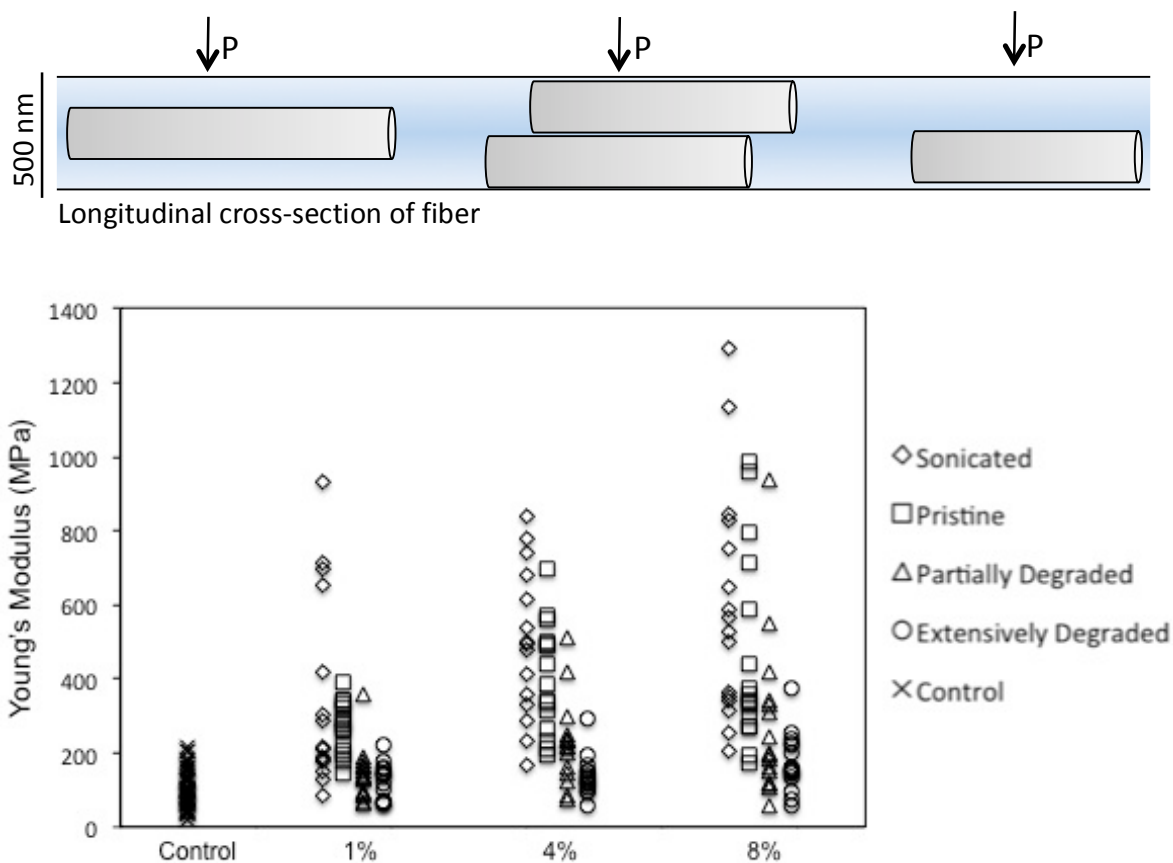 P
P
P
500 nm
Longitudinal cross-section of fiber
1400
1200
1000
800
600
400
200
0
Young's Modulus (MPa)
Control
1%
4%
8%
Sonicated
Pristine
Partially Degraded
Extensively Degraded
Control